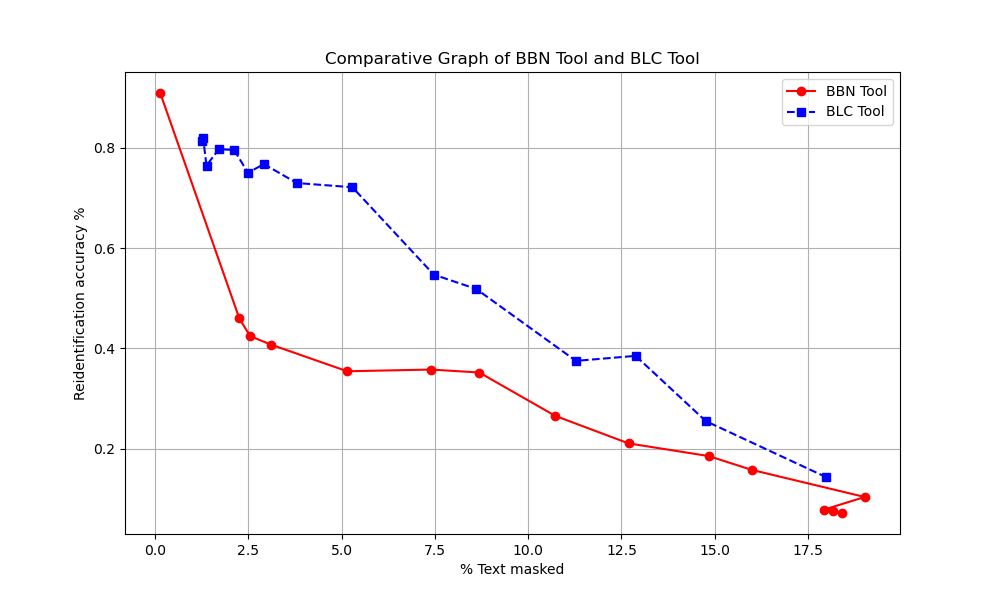 Comparative Graph of BBN Tool and BLC Tool
BBN Tool
BLC Tool
Reidentification accuracy %
0.8
0.6
0.4
0.2
0.0 2.5 5.0 7.5 10.0 12.5 15.0 17.5
% Text masked